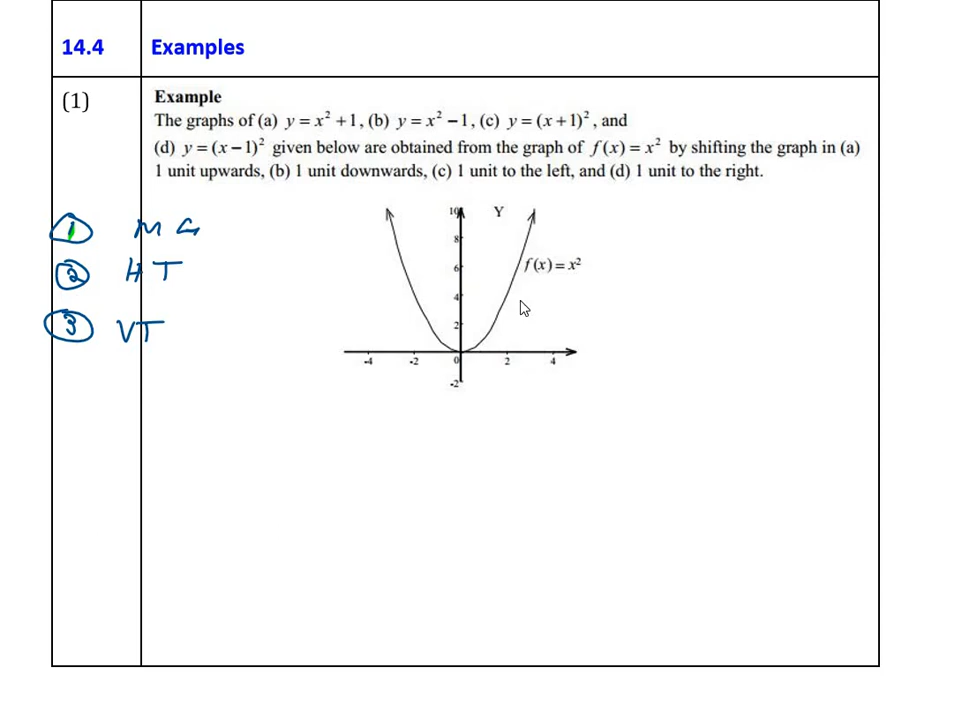 14.4 Examples
(1) Example
The graphs of (a) y = x² + 1, (b) y = x² − 1, (c) y = (x + 1)², and
(d) y = (x − 1)² given below are obtained from the graph of f(x) = x² by shifting the graph in (a)
1 unit upwards, (b) 1 unit downwards, (c) 1 unit to the left, and (d) 1 unit to the right.
① M G
② H T
③ VT
10 Y
8
6 f(x) = x²
4
2
-4 -2 0 2 4
-2